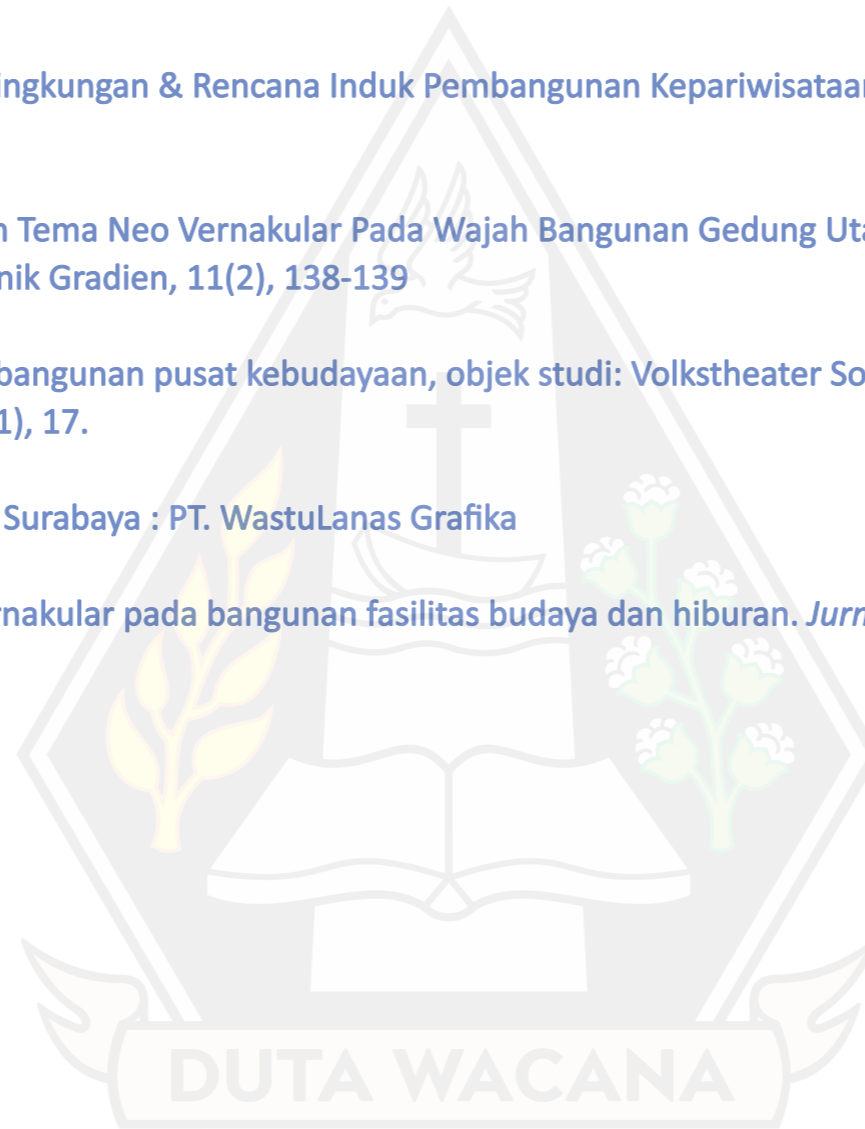 ingkungan & Rencana Induk Pembangunan Kepariwisataan
n Tema Neo Vernakular Pada Wajah Bangunan Gedung Uta
nik Gradien, 11(2), 138-139
bangunan pusat kebudayaan, objek studi: Volkstheater So
1), 17.
Surabaya : PT. WastuLanas Grafika
rnakular pada bangunan fasilitas budaya dan hiburan. Jurn
DUTA WACANA